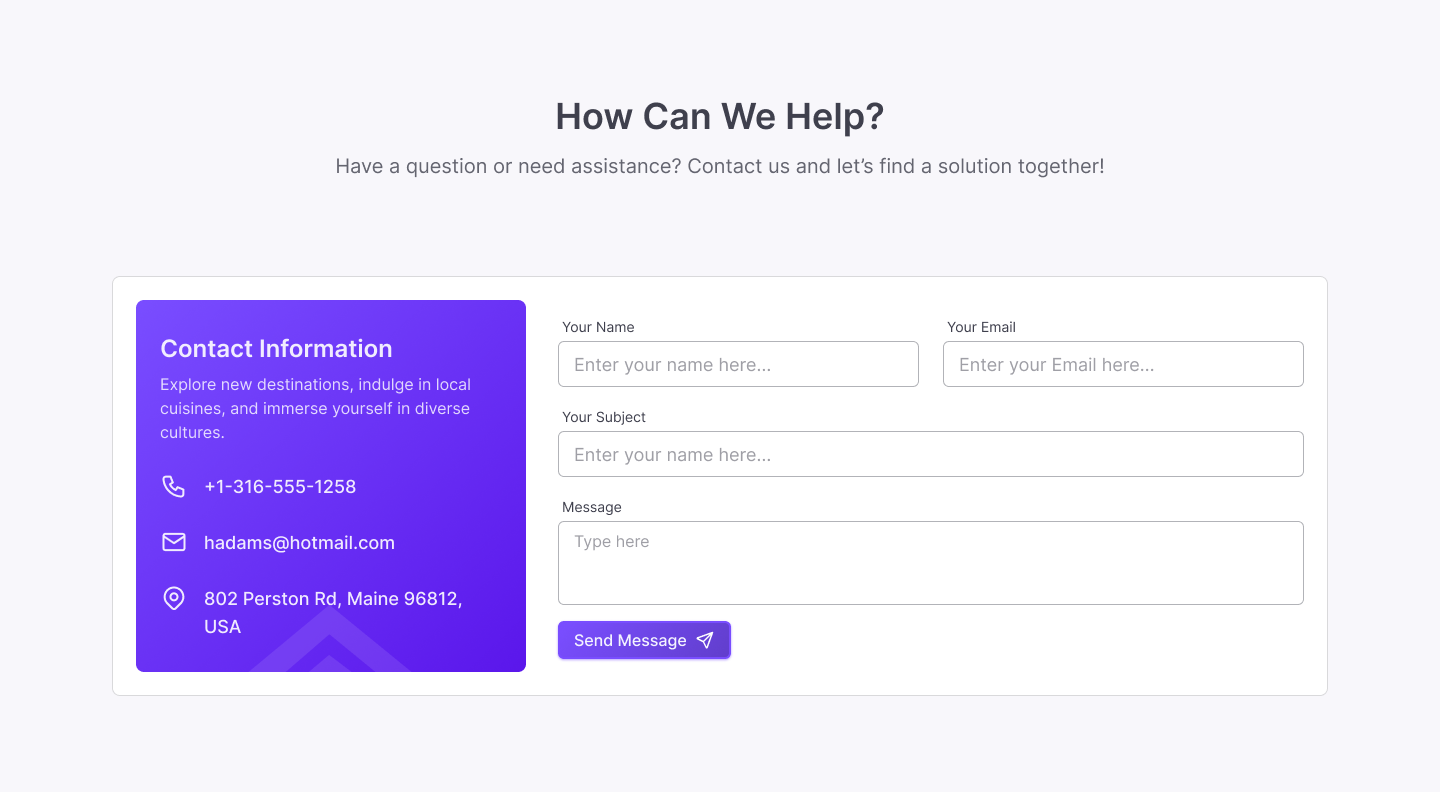 How Can We Help?
Have a question or need assistance? Contact us and let’s find a solution together!
Contact Information
Explore new destinations, indulge in local
cuisines, and immerse yourself in diverse
cultures.
+1-316-555-1258
hadams@hotmail.com
802 Perston Rd, Maine 96812,
USA
Your Name
Enter your name here...
Your Email
Enter your Email here...
Your Subject
Enter your name here...
Message
Type here
Send Message